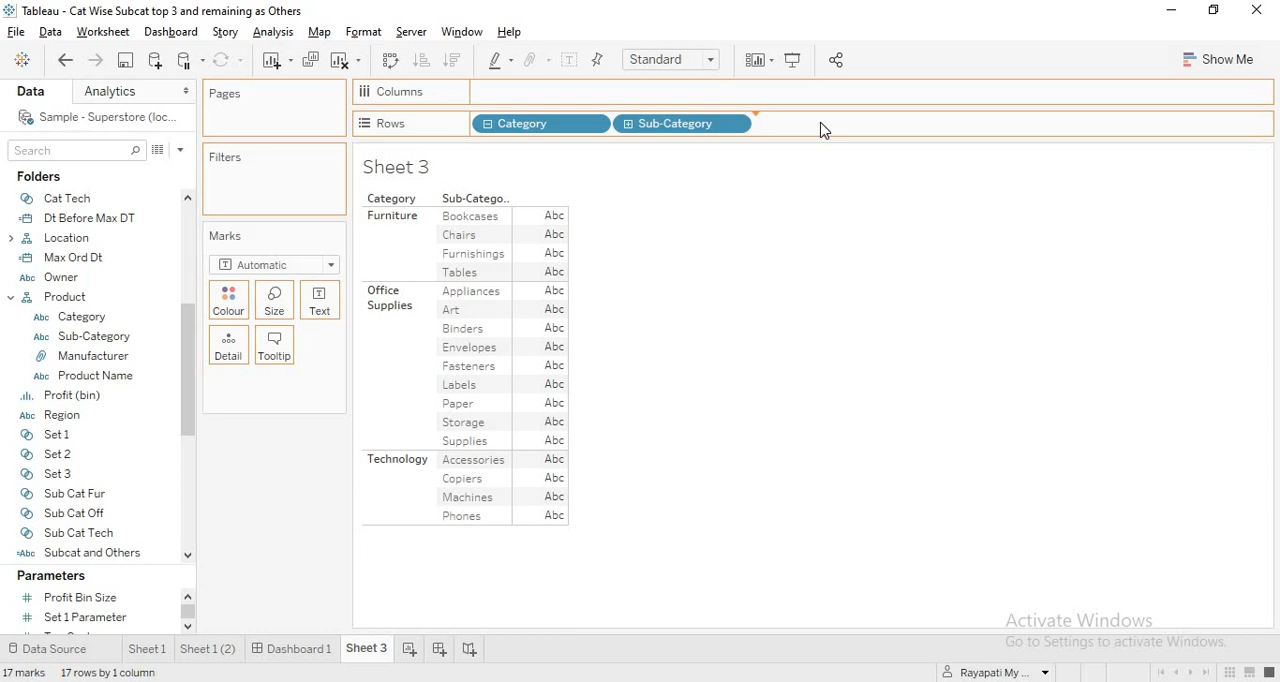 Tableau - Cat Wise Subcat top 3 and remaining as Others
File Data Worksheet Dashboard Story Analysis Map Format Server Window Help
Standard
Show Me
Data Analytics
Sample - Superstore (loc...
Search
Folders
Cat Tech
Dt Before Max DT
Location
Max Ord Dt
Abc Owner
Product
Abc Category
Abc Sub-Category
Manufacturer
Abc Product Name
Profit (bin)
Abc Region
Set 1
Set 2
Set 3
Sub Cat Fur
Sub Cat Off
Sub Cat Tech
=Abc Subcat and Others
Parameters
# Profit Bin Size
# Set 1 Parameter
Pages
Filters
Marks
Automatic
Colour Size Text
Detail Tooltip
Columns
Rows Category Sub-Category
Sheet 3
Category Sub-Catego..
Furniture Bookcases Abc
Chairs Abc
Furnishings Abc
Tables Abc
Office Supplies Appliances Abc
Art Abc
Binders Abc
Envelopes Abc
Fasteners Abc
Labels Abc
Paper Abc
Storage Abc
Supplies Abc
Technology Accessories Abc
Copiers Abc
Machines Abc
Phones Abc
Activate Windows
Go to Settings to activate Windows.
Data Source Sheet 1 Sheet 1 (2) Dashboard 1 Sheet 3
17 marks 17 rows by 1 column
Rayapati My ...